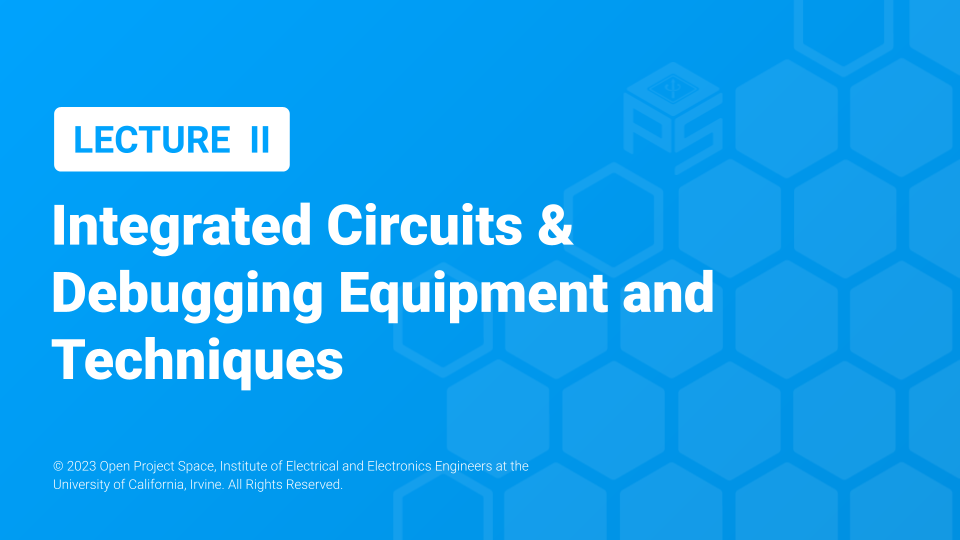 LECTURE II
Integrated Circuits &
Debugging Equipment and
Techniques
© 2023 Open Project Space, Institute of Electrical and Electronics Engineers at the
University of California, Irvine. All Rights Reserved.